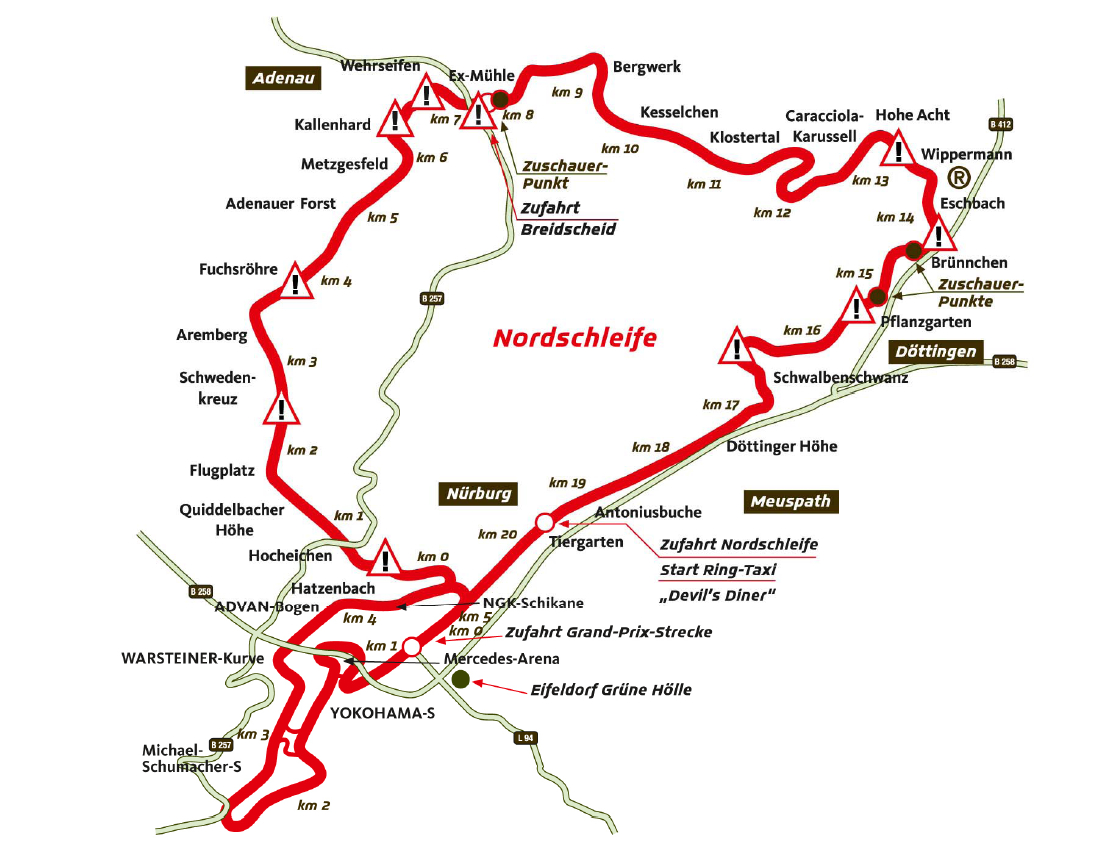 Wehrseifen
Ex-Mühle
Bergwerk
Adenau
km 9
km 8
km 7
Kallenhard
Kesselchen
Caracciola-
Karussell
Hohe Acht
B 412
Klostertal
km 10
km 6
Metzgesfeld
Zuschauer-
Punkt
Wippermann
®
km 11
km 13
Adenauer Forst
km 5
Zufahrt
Breidscheid
km 12
km 14
Eschbach
Fuchsröhre
km 4
Brünnchen
km 15
Zuschauer-
Punkte
B 257
Aremberg
Nordschleife
km 16
Pflanzgarten
km 3
Döttingen
B 258
Schweden-
kreuz
Schwalbenschwanz
km 17
km 2
km 18
Döttinger Höhe
Flugplatz
km 19
Nürburg
Meuspath
Quiddelbacher
Höhe
km 1
Antoniusbuche
km 20
Tiergarten
Zufahrt Nordschleife
Start Ring-Taxi
„Devil's Diner“
Hocheichen
km 0
Hatzenbach
B 258
ADVAN-Bogen
NGK-Schikane
km 4
km 5
km 0
Zufahrt Grand-Prix-Strecke
km 1
WARSTEINER-Kurve
Mercedes-Arena
Eifeldorf Grüne Hölle
YOKOHAMA-S
km 3
B 257
L 94
Michael-
Schumacher-S
km 2